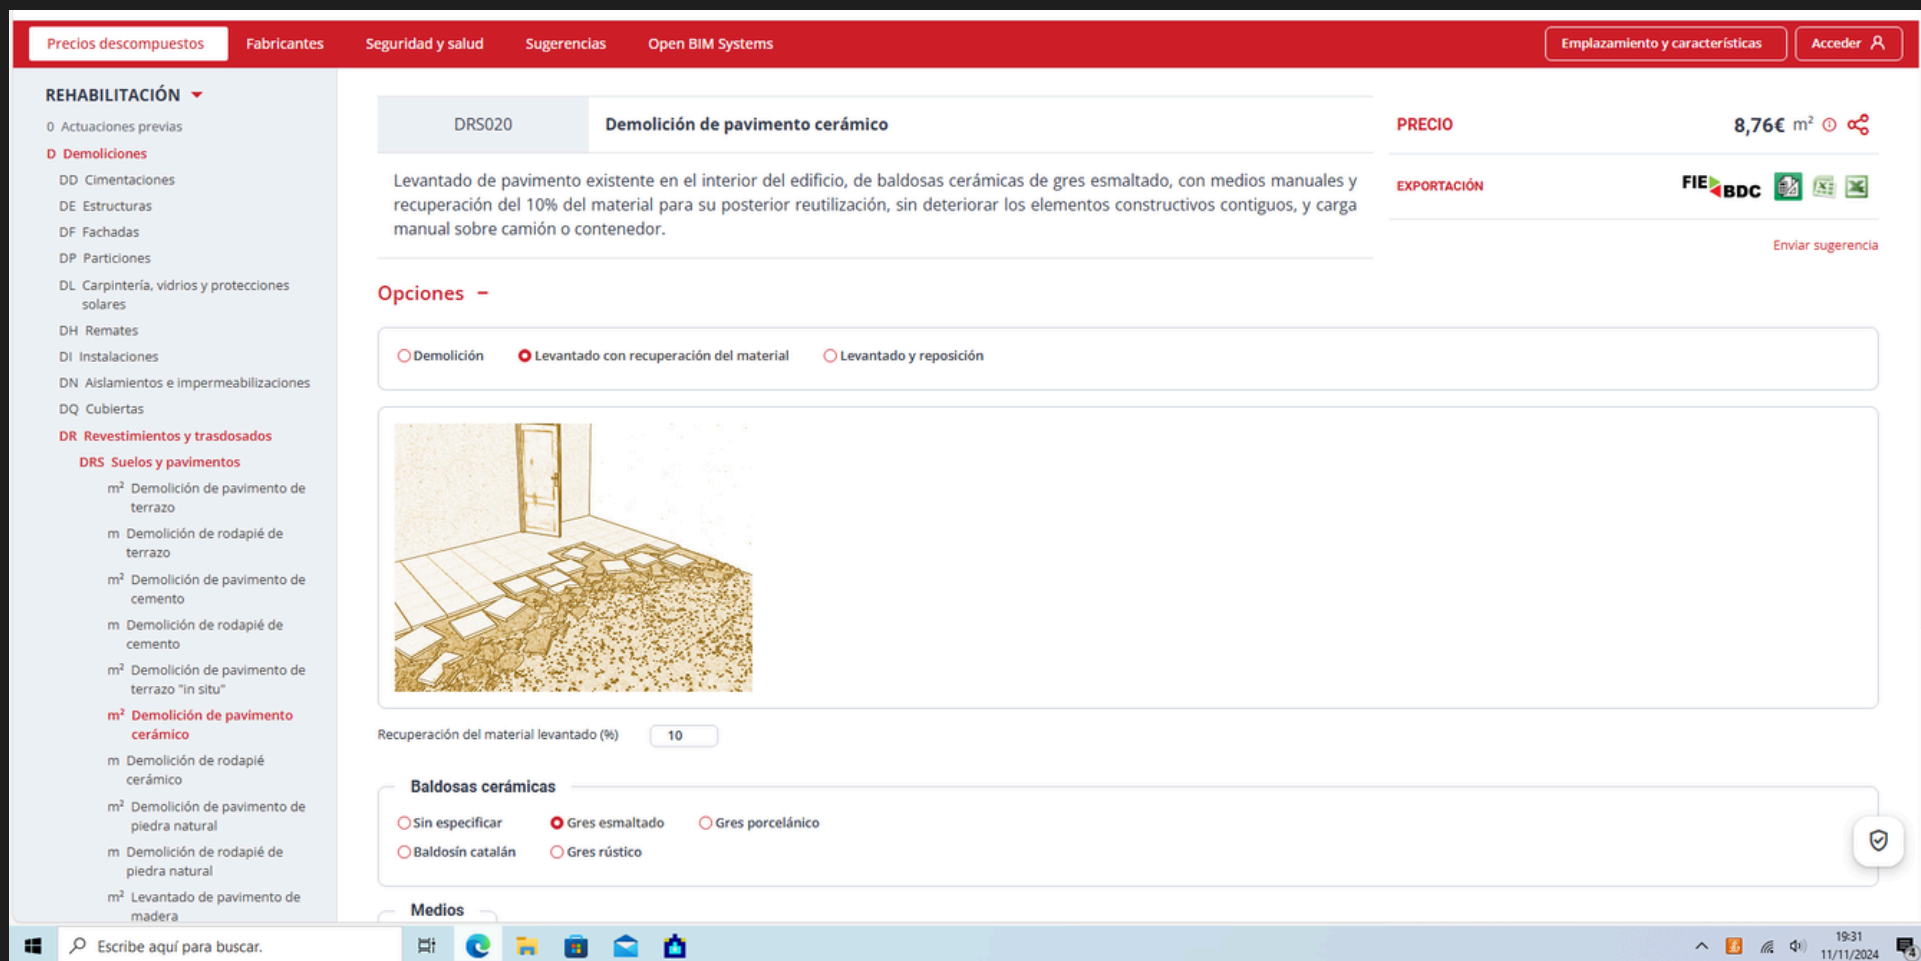 Precios descompuestos Fabricantes Seguridad y salud Sugerencias Open BIM Systems Emplazamiento y características Acceder
REHABILITACIÓN
0 Actuaciones previas
D Demoliciones
DD Cimentaciones
DE Estructuras
DF Fachadas
DP Particiones
DL Carpintería, vidrios y protecciones
solares
DH Remates
DI Instalaciones
DN Aislamientos e impermeabilizaciones
DQ Cubiertas
DR Revestimientos y trasdosados
DRS Suelos y pavimentos
m² Demolición de pavimento de
terrazo
m Demolición de rodapié de
terrazo
m² Demolición de pavimento de
cemento
m Demolición de rodapié de
cemento
m² Demolición de pavimento de
terrazo "in situ"
m² Demolición de pavimento
cerámico
m Demolición de rodapié
cerámico
m² Demolición de pavimento de
piedra natural
m Demolición de rodapié de
piedra natural
m² Levantado de pavimento de
madera
DRS020 Demolición de pavimento cerámico
Levantado de pavimento existente en el interior del edificio, de baldosas cerámicas de gres esmaltado, con medios manuales y
recuperación del 10% del material para su posterior reutilización, sin deteriorar los elementos constructivos contiguos, y carga
manual sobre camión o contenedor.
PRECIO 8,76€ m²
EXPORTACIÓN FIE BDC
Enviar sugerencia
Opciones −
Demolición Levantado con recuperación del material Levantado y reposición
Recuperación del material levantado (%) 10
Baldosas cerámicas
Sin especificar Gres esmaltado Gres porcelánico
Baldosín catalán Gres rústico
Medios
Escribe aquí para buscar.
19:31
11/11/2024
4